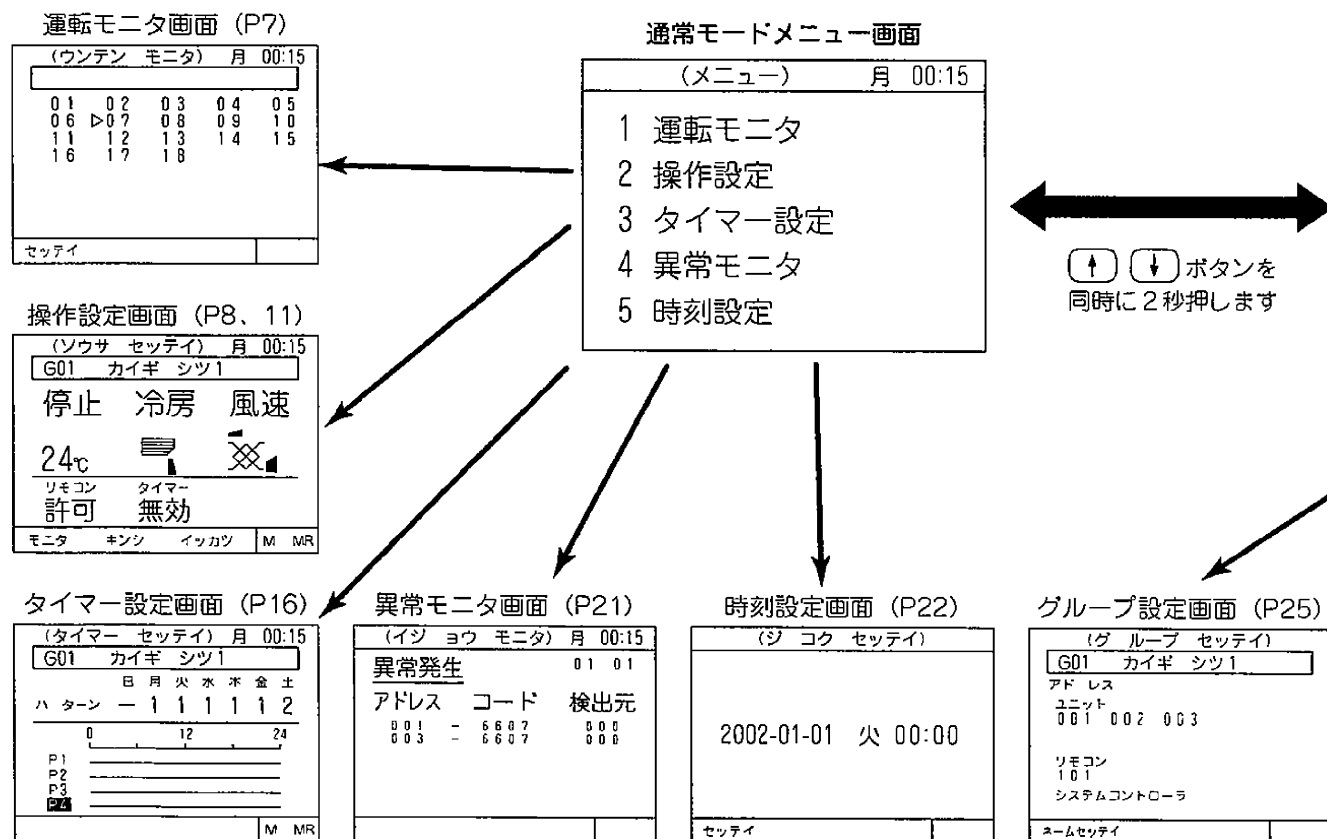 運転モニタ画面 (P7)
(ウンテン モニタ) 月 00:15
01 02 03 04 05
06 ▷07 08 09 10
11 12 13 14 15
16 17 18
セッテイ
通常モードメニュー画面
(メニュー) 月 00:15
1 運転モニタ
2 操作設定
3 タイマー設定
4 異常モニタ
5 時刻設定
↑ ↓ ボタンを
同時に2秒押します
操作設定画面 (P8、11)
(ソウサ セッテイ) 月 00:15
G01 カイギ シツ1
停止 冷房 風速
24℃
リモコン タイマー
許可 無効
モニタ キンシ イッカツ M MR
タイマー設定画面 (P16)
(タイマー セッテイ) 月 00:15
G01 カイギ シツ1
日 月 火 水 木 金 土
ハ ターン — 1 1 1 1 1 2
0 12 24
P1
P2
P3
P4
M MR
異常モニタ画面 (P21)
(イジ ョウ モニタ) 月 00:15
異常発生 01 01
アドレス コード 検出元
001 - 6607 000
003 - 6607 000
時刻設定画面 (P22)
(ジ コク セッテイ)
2002-01-01 火 00:00
セッテイ
グループ設定画面 (P25)
(グ ループ セッテイ)
G01 カイギ シツ1
アド レス
ユニット
001 002 003
リモコン
101
システムコントローラ
ネームセッテイ